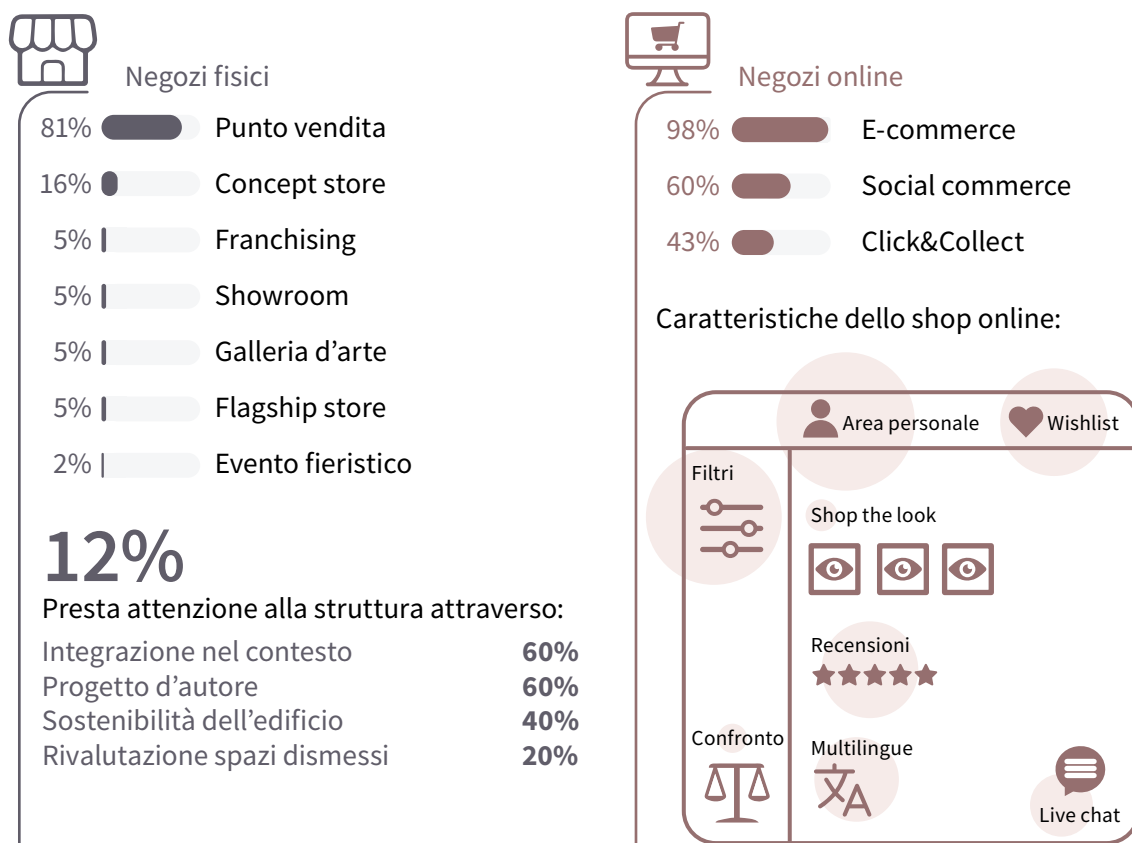 Negozi fisici
81% Punto vendita
16% Concept store
5% Franchising
5% Showroom
5% Galleria d’arte
5% Flagship store
2% Evento fieristico
12%
Presta attenzione alla struttura attraverso:
Integrazione nel contesto 60%
Progetto d’autore 60%
Sostenibilità dell’edificio 40%
Rivalutazione spazi dismessi 20%
Negozi online
98% E-commerce
60% Social commerce
43% Click&Collect
Caratteristiche dello shop online:
Area personale
Wishlist
Filtri
Shop the look
Recensioni
Confronto
Multilingue
文A
Live chat